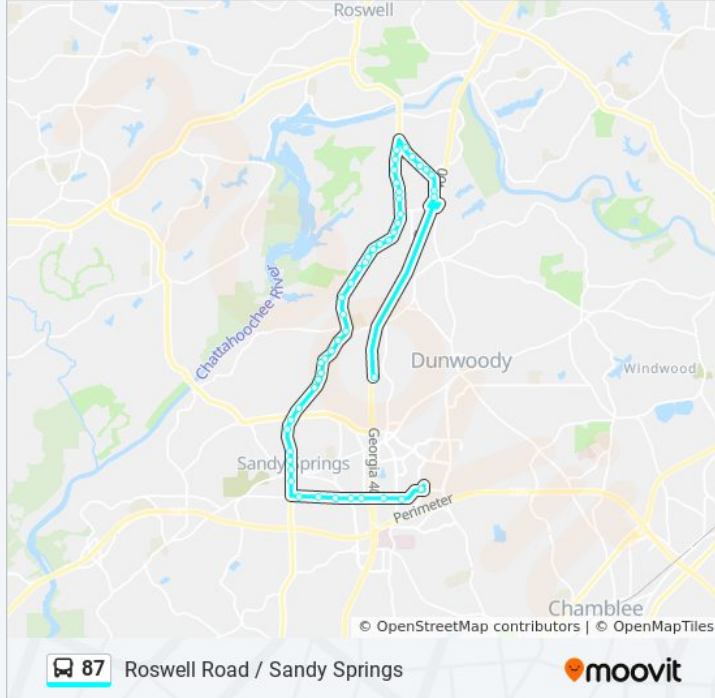 Roswell
Chattahoochee River
Dunwoody
Windwood
Sandy Springs
Georgia 4
Perimeter
Chamblee
© OpenStreetMap contributors | © OpenMapTiles
87 Roswell Road / Sandy Springs
moovit